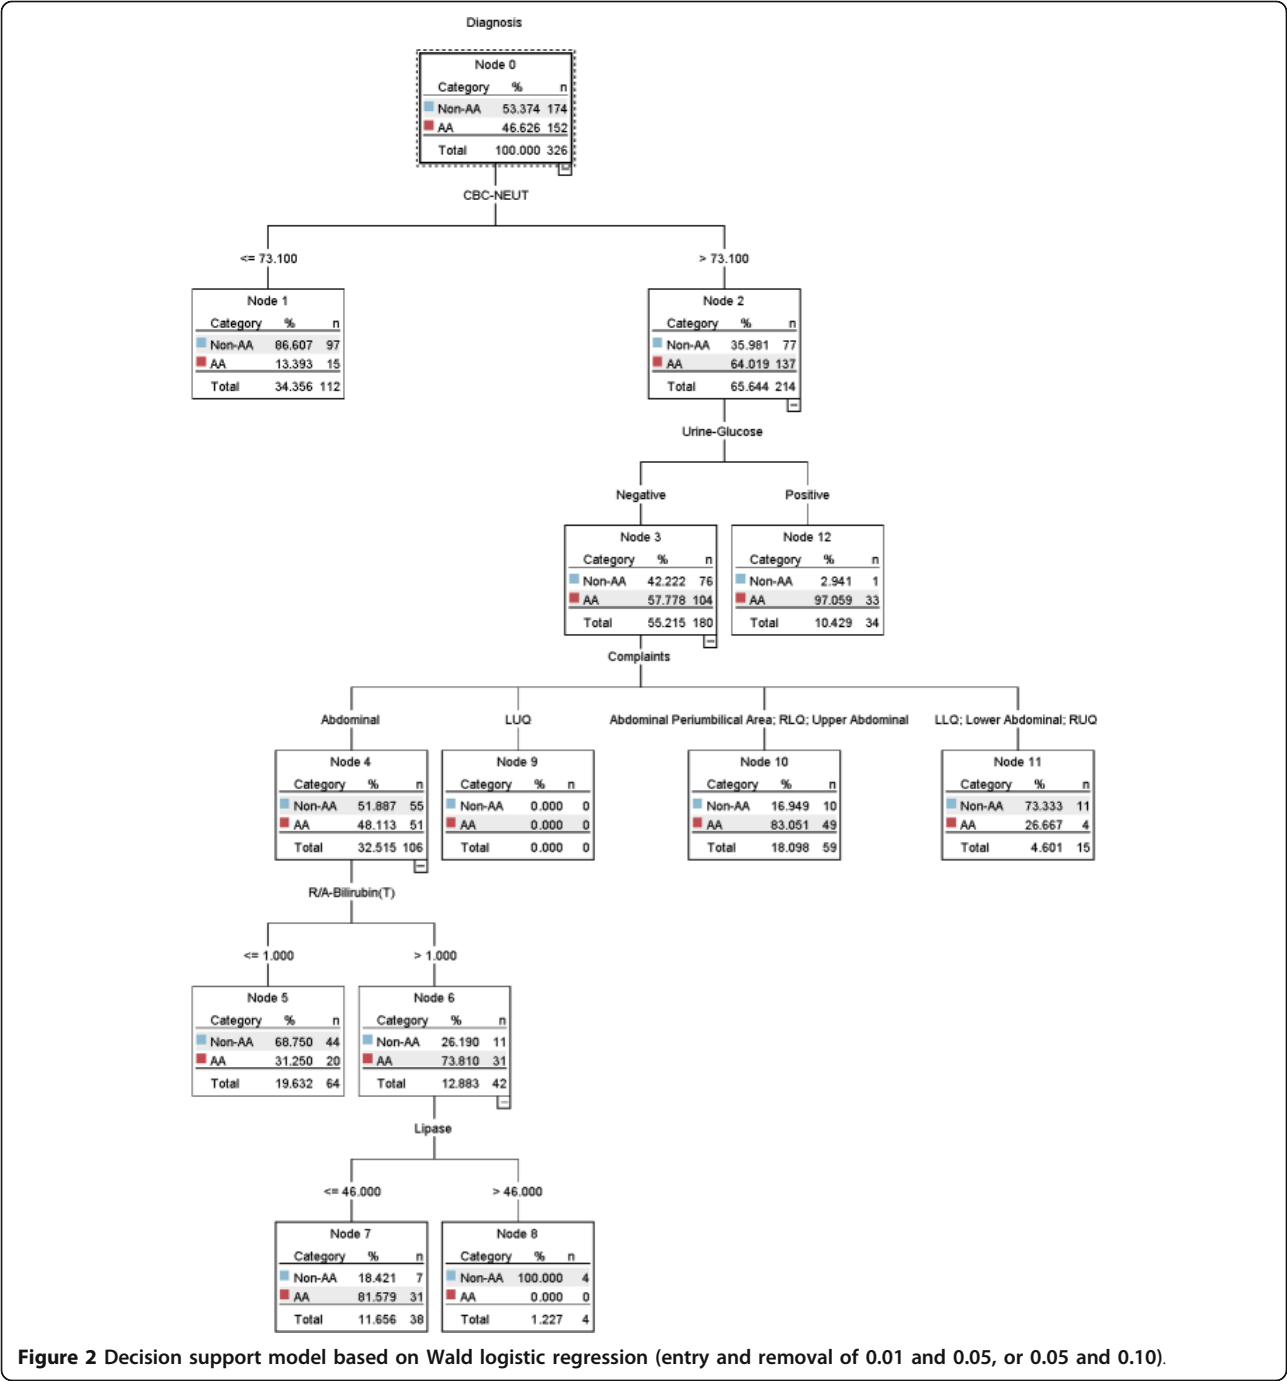 Diagnosis
Node 0
Category % n
Non-AA 53.374 174
AA 46.626 152
Total 100.000 326
CBC-NEUT
<= 73.100
> 73.100
Node 1
Category % n
Non-AA 86.607 97
AA 13.393 15
Total 34.356 112
Node 2
Category % n
Non-AA 35.981 77
AA 64.019 137
Total 65.644 214
Urine-Glucose
Negative
Positive
Node 3
Category % n
Non-AA 42.222 76
AA 57.778 104
Total 55.215 180
Node 12
Category % n
Non-AA 2.941 1
AA 97.059 33
Total 10.429 34
Complaints
Abdominal
LUQ
Abdominal Periumbilical Area; RLQ; Upper Abdominal
LLQ; Lower Abdominal; RUQ
Node 4
Category % n
Non-AA 51.887 55
AA 48.113 51
Total 32.515 106
Node 9
Category % n
Non-AA 0.000 0
AA 0.000 0
Total 0.000 0
Node 10
Category % n
Non-AA 16.949 10
AA 83.051 49
Total 18.098 59
Node 11
Category % n
Non-AA 73.333 11
AA 26.667 4
Total 4.601 15
R/A-Bilirubin(T)
<= 1.000
> 1.000
Node 5
Category % n
Non-AA 68.750 44
AA 31.250 20
Total 19.632 64
Node 6
Category % n
Non-AA 26.190 11
AA 73.810 31
Total 12.883 42
Lipase
<= 46.000
> 46.000
Node 7
Category % n
Non-AA 18.421 7
AA 81.579 31
Total 11.656 38
Node 8
Category % n
Non-AA 100.000 4
AA 0.000 0
Total 1.227 4
Figure 2 Decision support model based on Wald logistic regression (entry and removal of 0.01 and 0.05, or 0.05 and 0.10).